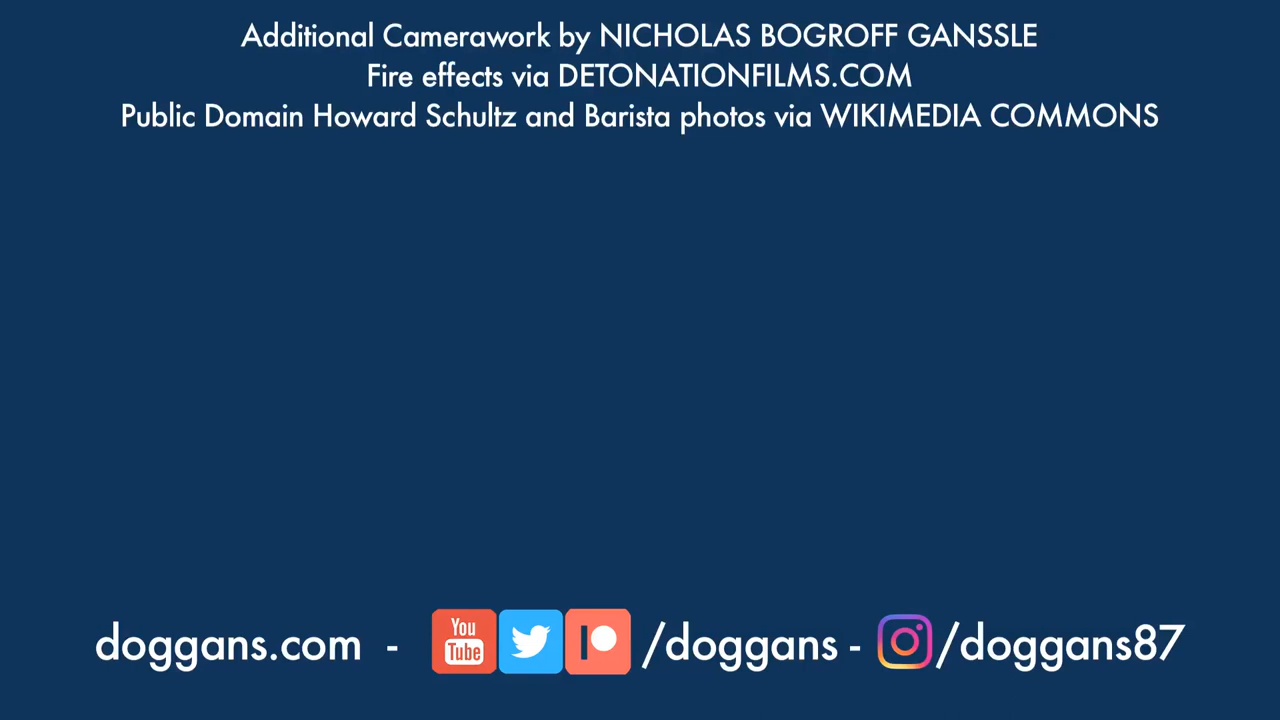 Additional Camerawork by NICHOLAS BOGROFF GANSSLE
Fire effects via DETONATIONFILMS.COM
Public Domain Howard Schultz and Barista photos via WIKIMEDIA COMMONS
doggans.com - You Tube /doggans - /doggans87